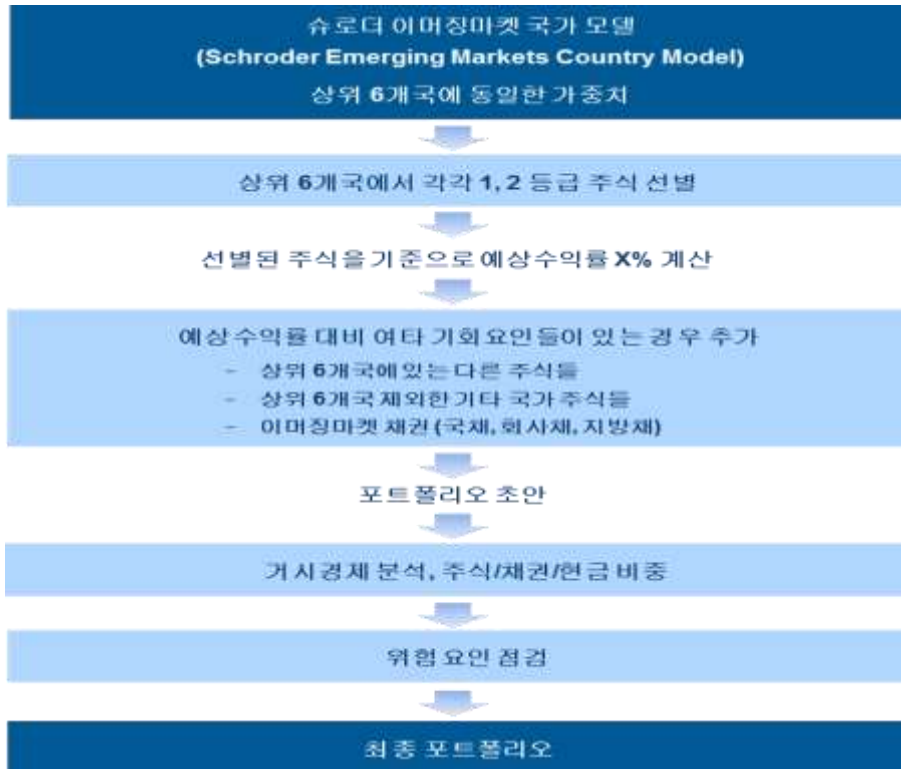 슈로더 이머징마켓 국가 모델
(Schroder Emerging Markets Country Model)
상위 6개국에 동일한 가중치
상위 6개국에서 각각 1, 2 등급 주식 선별
선별된 주식을 기준으로 예상수익률 X% 계산
예상 수익률 대비 여타 기회 요인들이 있는 경우 추가
- 상위 6개국에 있는 다른 주식들
- 상위 6개국 제외한 기타 국가 주식들
- 이머징마켓 채권 (국채, 회사채, 지방채)
포트폴리오 초안
거시경제 분석, 주식/채권/현금 비중
위험 요인 점검
최종 포트폴리오